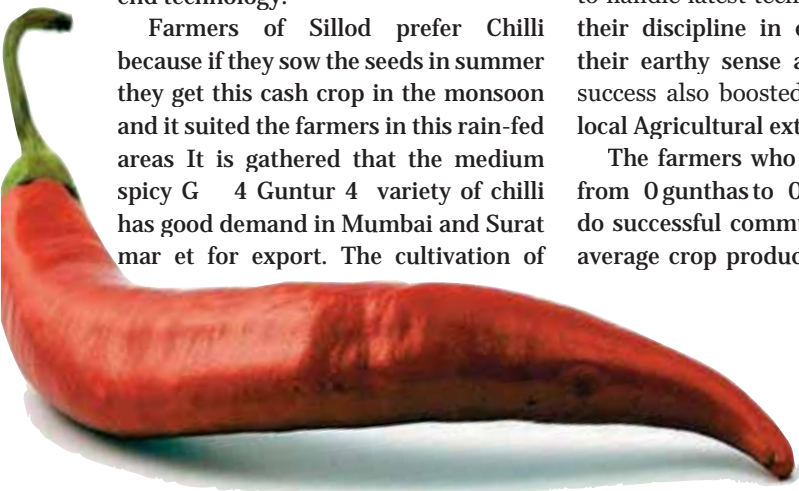 end technology.
Farmers of Sillod prefer Chilli
because if they sow the seeds in summer
they get this cash crop in the monsoon
and it suited the farmers in this rain-fed
areas It is gathered that the medium
spicy G 4 Guntur 4 variety of chilli
has good demand in Mumbai and Surat
mar et for export. The cultivation of
to handle latest tech
their discipline in
their earthy sense
success also boosted
local Agricultural ext
The farmers who
from 0 gunthas to 0
do successful commu
average crop produc